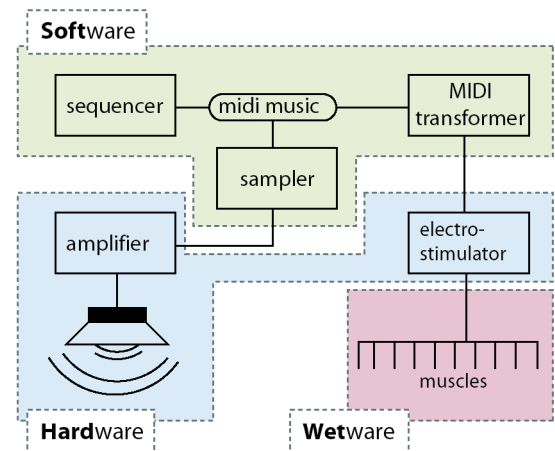 Software
sequencer
midi music
MIDI
transformer
sampler
amplifier
electro-
stimulator
muscles
Hardware
Wetware